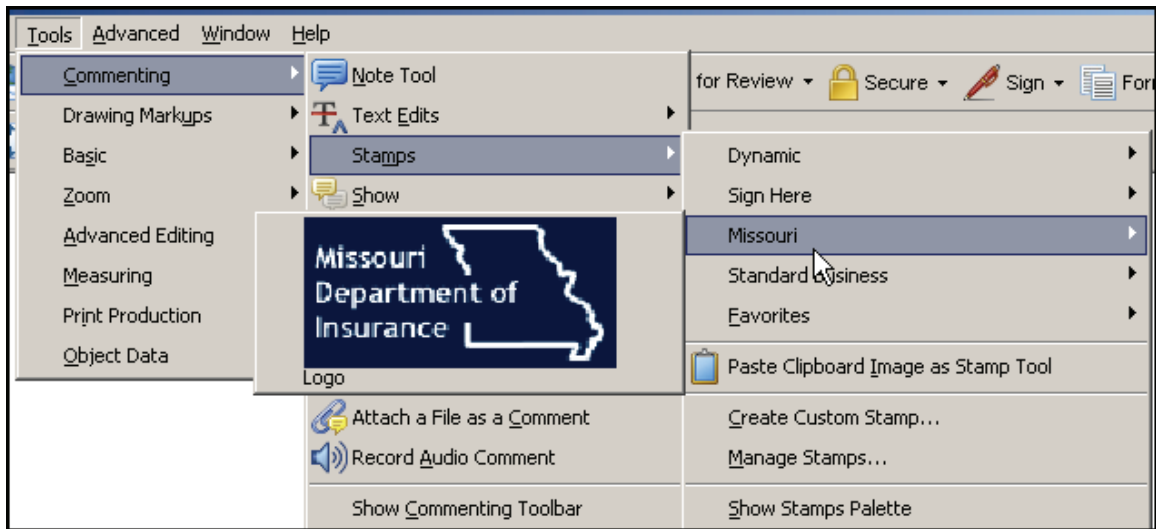 Tools Advanced Window Help
Commenting
Drawing Markups
Basic
Zoom
Advanced Editing
Measuring
Print Production
Object Data
Note Tool
Text Edits
Stamps
Show
Missouri
Department of
Insurance
Logo
Attach a File as a Comment
Record Audio Comment
Show Commenting Toolbar
for Review Secure Sign For
Dynamic
Sign Here
Missouri
Standard Business
Favorites
Paste Clipboard Image as Stamp Tool
Create Custom Stamp...
Manage Stamps...
Show Stamps Palette